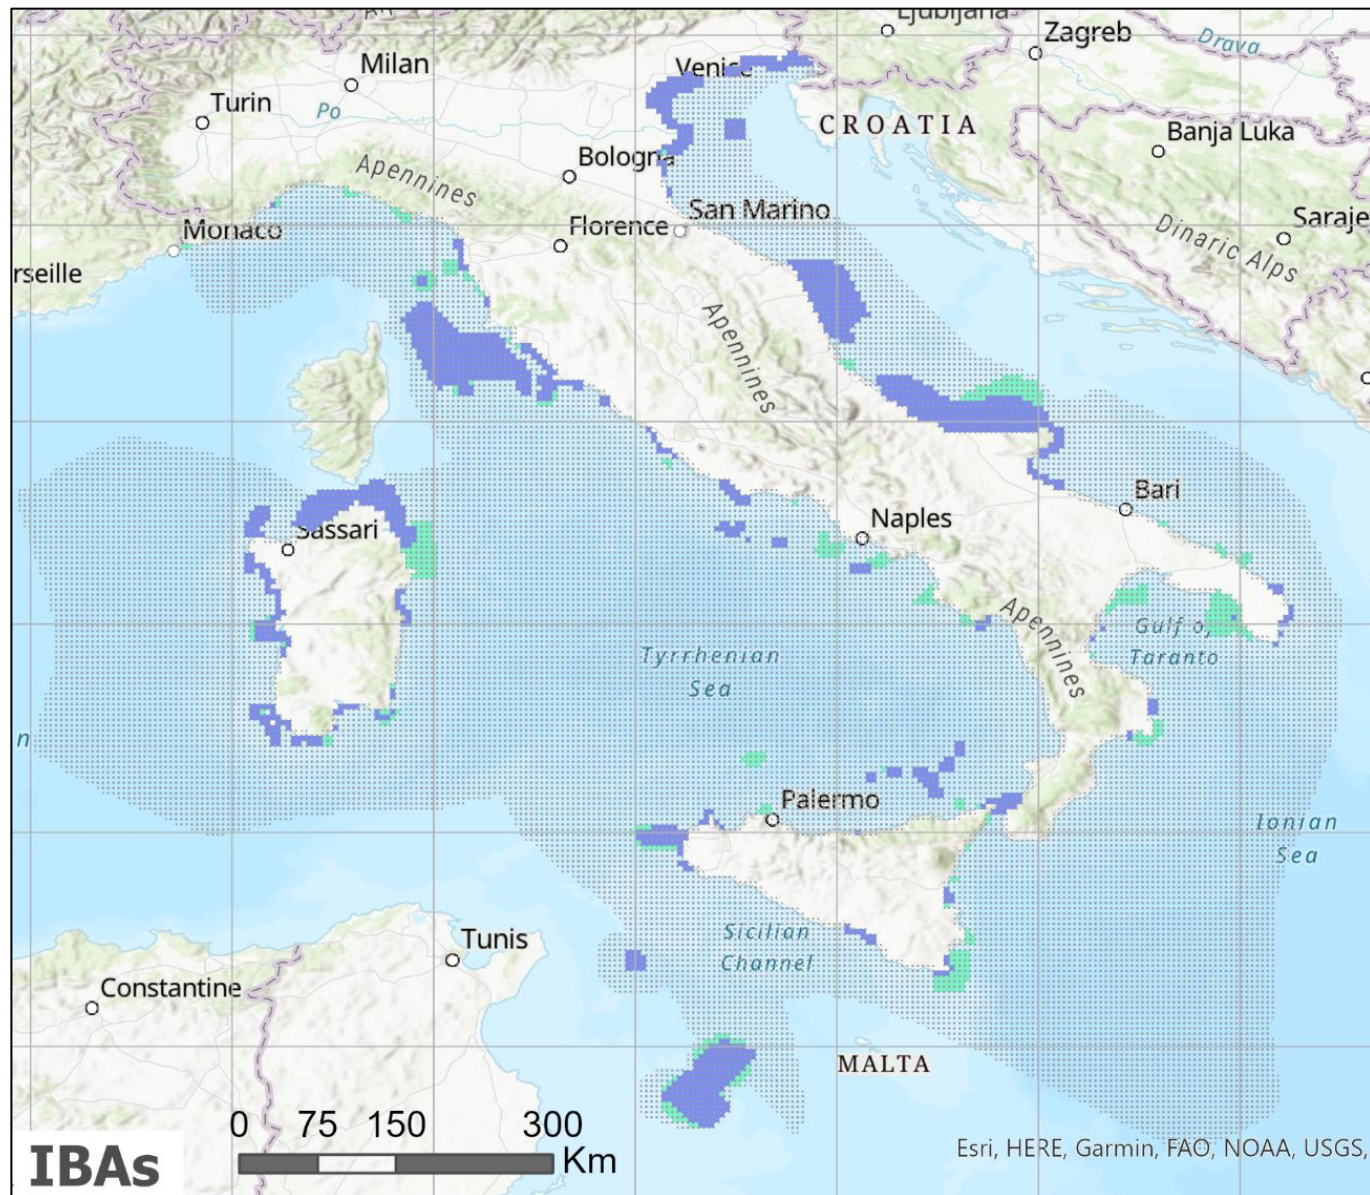 Ljubljana
Zagreb
Drava
Milan
Venice
Turin
Po
CROATIA
Banja Luka
Bologna
Apennines
San Marino
Saraje
Monaco
Florence
Dinaric Alps
rseille
Apennines
Bari
Sassari
Naples
Apennines
Gulf of
Taranto
Tyrrhenian
Sea
n
Palermo
Ionian
Sea
Sicilian
Channel
Tunis
Constantine
MALTA
0 75 150 300
Km
IBAs
Esri, HERE, Garmin, FAO, NOAA, USGS,